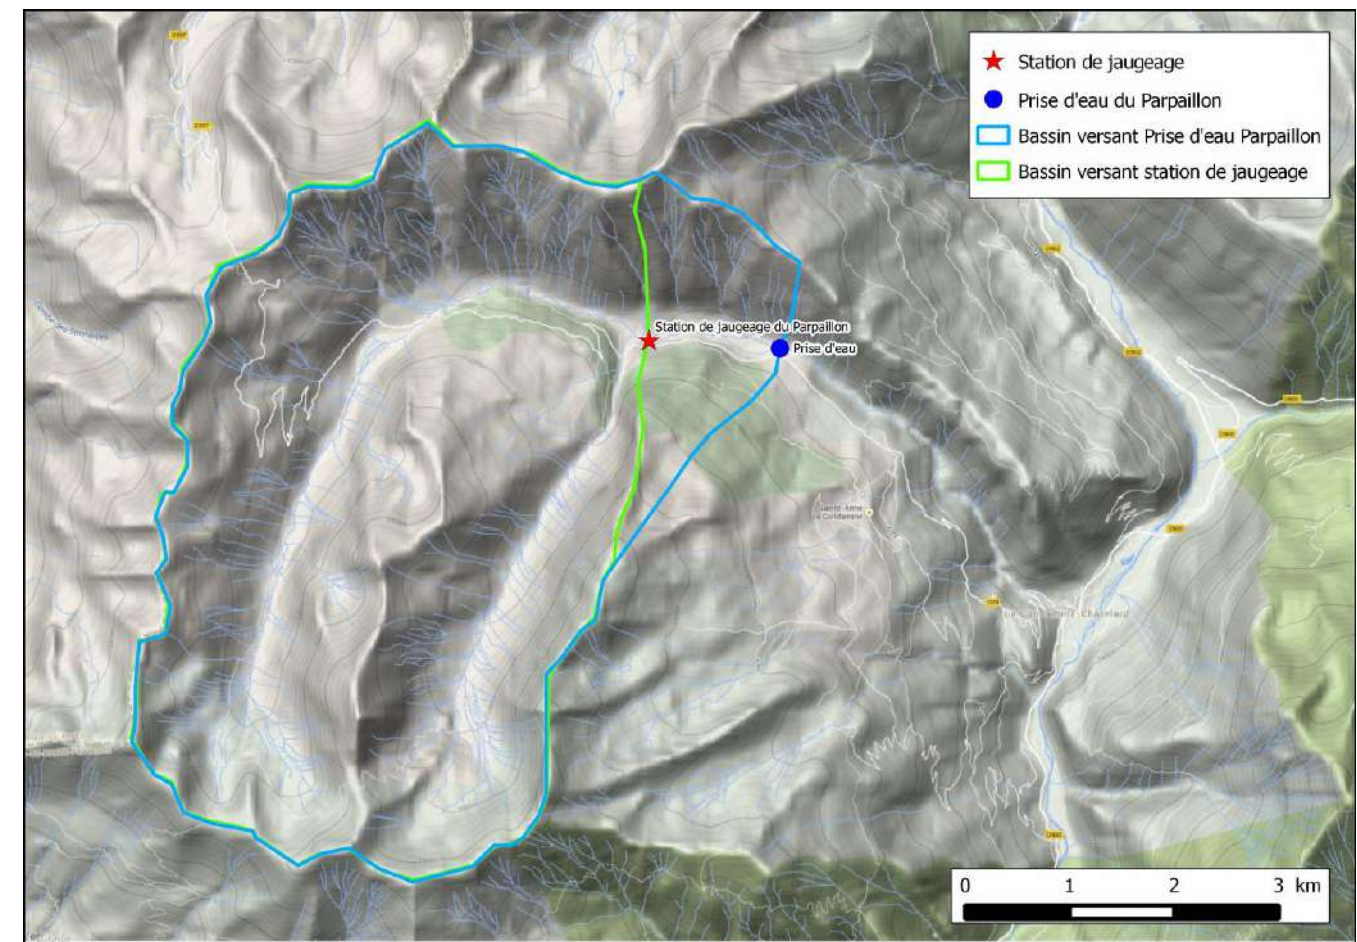 Station de jaugeage
Prise d'eau du Parpaillon
Bassin versant Prise d'eau Parpaillon
Bassin versant station de jaugeage
Station de jaugeage du Parpaillon
Prise d'eau
0 1 2 3 km